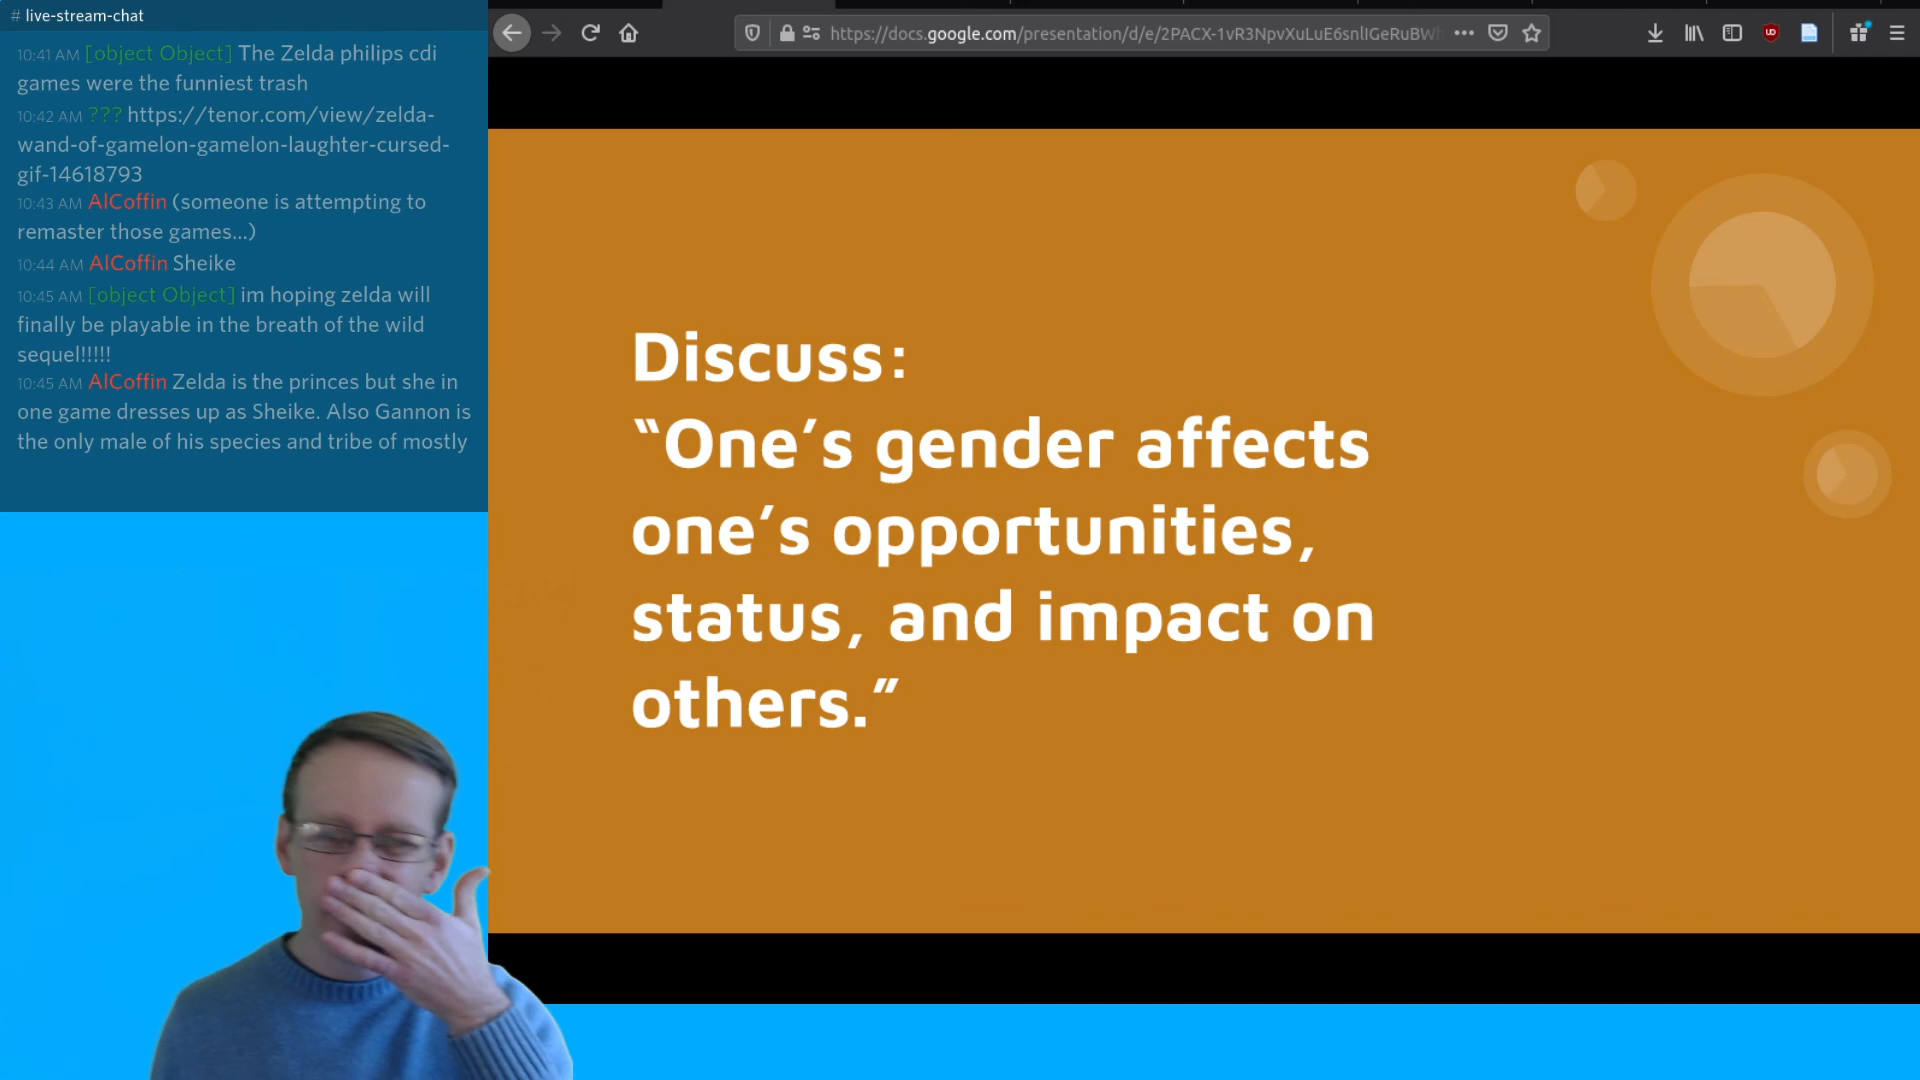 # live-stream-chat
10:41 AM [object Object] The Zelda philips cdi
games were the funniest trash
10:42 AM ??? https://tenor.com/view/zelda-
wand-of-gamelon-gamelon-laughter-cursed-
gif-14618793
10:43 AM AlCoffin (someone is attempting to
remaster those games...)
10:44 AM AlCoffin Sheike
10:45 AM [object Object] im hoping zelda will
finally be playable in the breath of the wild
sequel!!!!!
10:45 AM AlCoffin Zelda is the princes but she in
one game dresses up as Sheike. Also Gannon is
the only male of his species and tribe of mostly
https://docs.google.com/presentation/d/e/2PACX-1vR3NpvXuLuE6snlIGeRuBW
Discuss:
“One’s gender affects
one’s opportunities,
status, and impact on
others.”